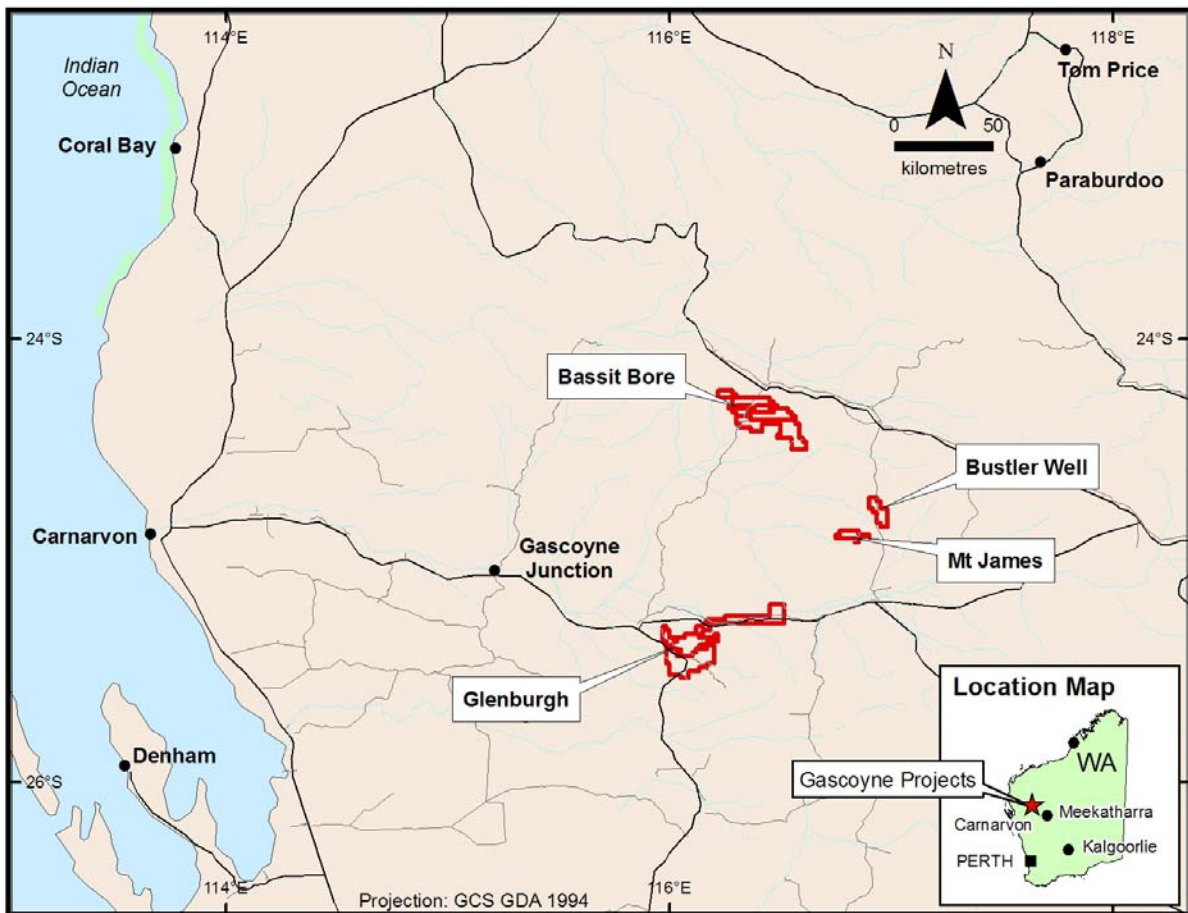 114°E
116°E
118°E
Indian
Ocean
N
Tom Price
0
50
kilometres
Coral Bay
Paraburdoo
24°S
24°S
Bassit Bore
Bustler Well
Carnarvon
Gascoyne
Junction
Mt James
Glenburgh
Denham
26°S
Location Map
WA
Gascoyne Projects
Meekatharra
Carnarvon
Kalgoorlie
PERTH
114°E
116°E
Projection: GCS GDA 1994